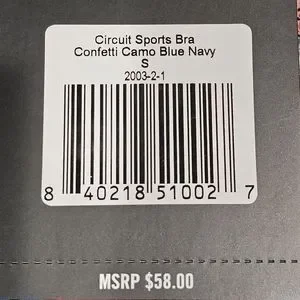 Circuit Sports Bra
Confetti Camo Blue Navy
S
2003-2-1
8 40218 51002 7
MSRP $58.00